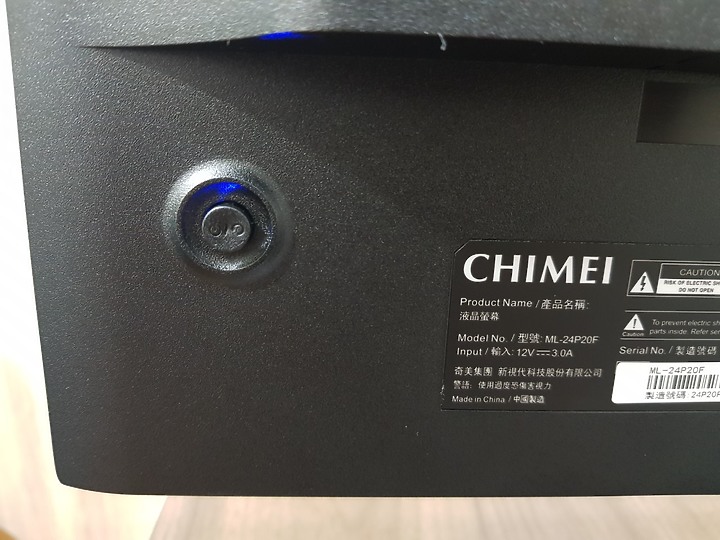 CHIMEI
Product Name / 產品名稱:
液晶螢幕
Model No. / 型號: ML-24P20F
Input / 輸入: 12V⎓3.0A
奇美集團 新視代科技股份有限公司
警語: 使用過度恐傷害視力
Made in China / 中國製造
CAUTION
RISK OF ELECTRIC SH
DO NOT OPEN
Caution
To prevent electric sh
parts inside. Refer ser
Serial No. / 製造號碼
ML-24P20F
製造號碼: 24P20F